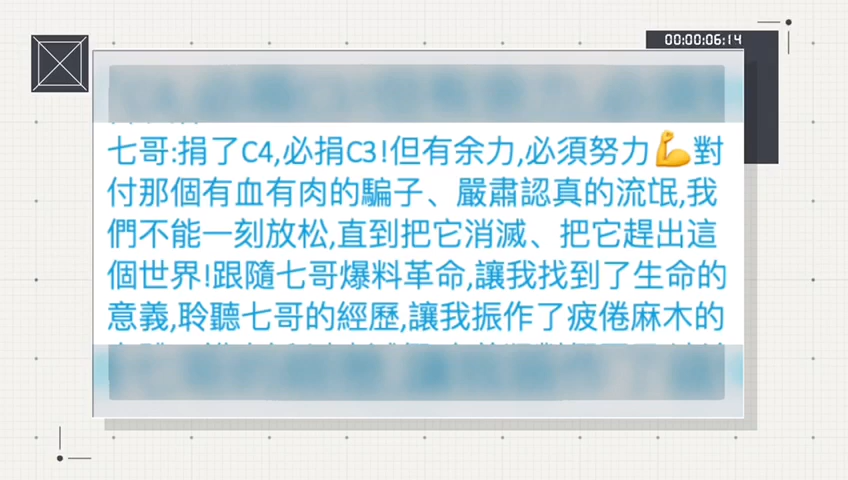 00:00:06:14
七哥:捐了C4,必捐C3!但有余力,必須努力💪對
付那個有血有肉的騙子、嚴肅認真的流氓,我
們不能一刻放松,直到把它消滅、把它趕出這
個世界!跟隨七哥爆料革命,讓我找到了生命的
意義,聆聽七哥的經歷,讓我振作了疲倦麻木的